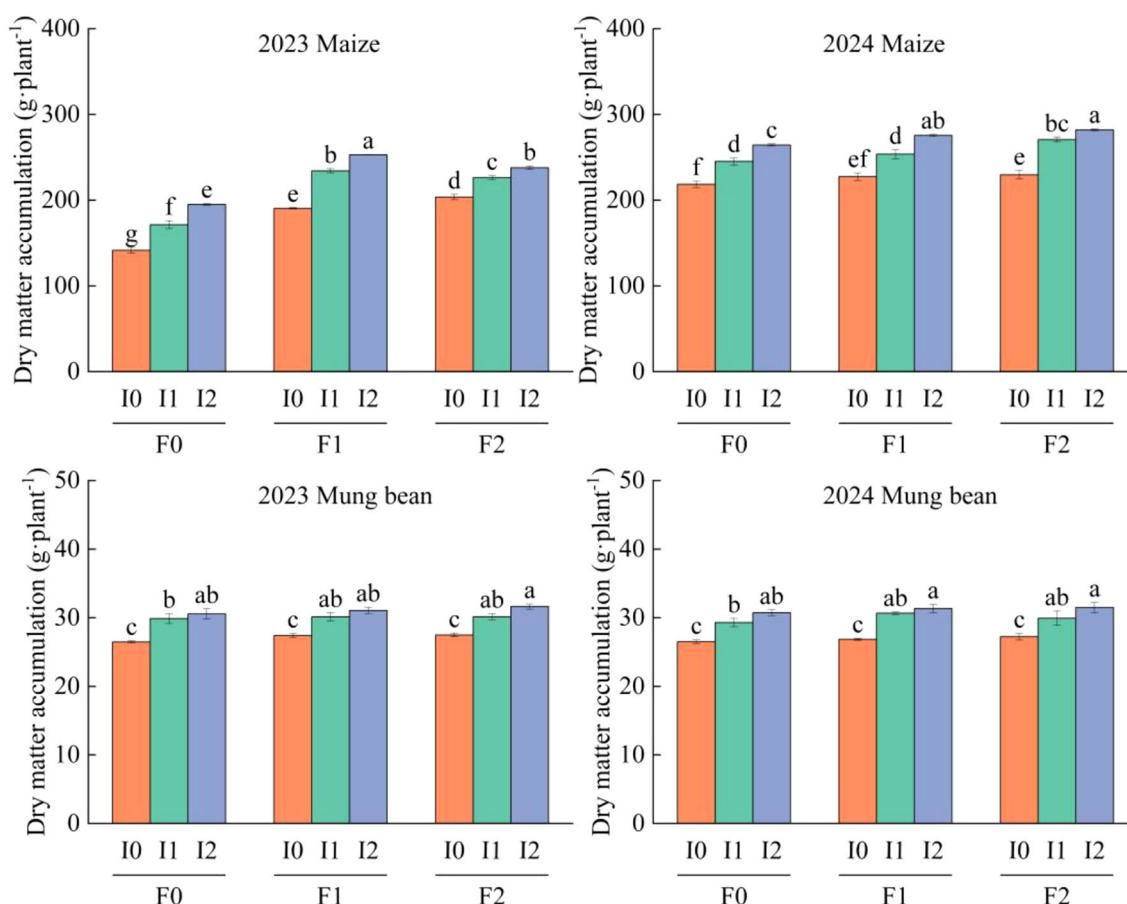 2023 Maize
Dry matter accumulation (g·plant⁻¹)
400
300
200
100
0
g f e
e b a
d c b
I0 I1 I2 I0 I1 I2 I0 I1 I2
F0 F1 F2
2024 Maize
Dry matter accumulation (g·plant⁻¹)
400
300
200
100
0
f d c
ef d ab
e bc a
I0 I1 I2 I0 I1 I2 I0 I1 I2
F0 F1 F2
2023 Mung bean
Dry matter accumulation (g·plant⁻¹)
50
40
30
20
10
0
c b ab
c ab ab
c ab a
I0 I1 I2 I0 I1 I2 I0 I1 I2
F0 F1 F2
2024 Mung bean
Dry matter accumulation (g·plant⁻¹)
50
40
30
20
10
0
c b ab
c ab a
c ab a
I0 I1 I2 I0 I1 I2 I0 I1 I2
F0 F1 F2